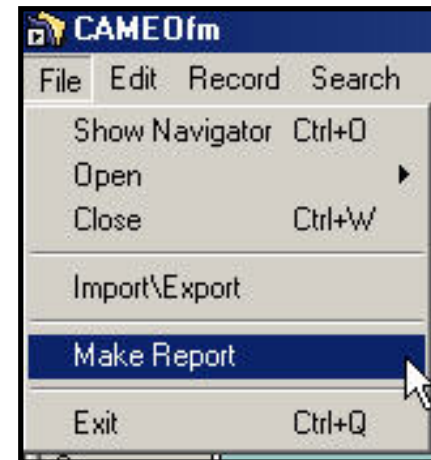 CAMEOfm
File Edit Record Search
Show Navigator Ctrl+O
Open
Close Ctrl+W
Import\Export
Make Report
Exit Ctrl+Q